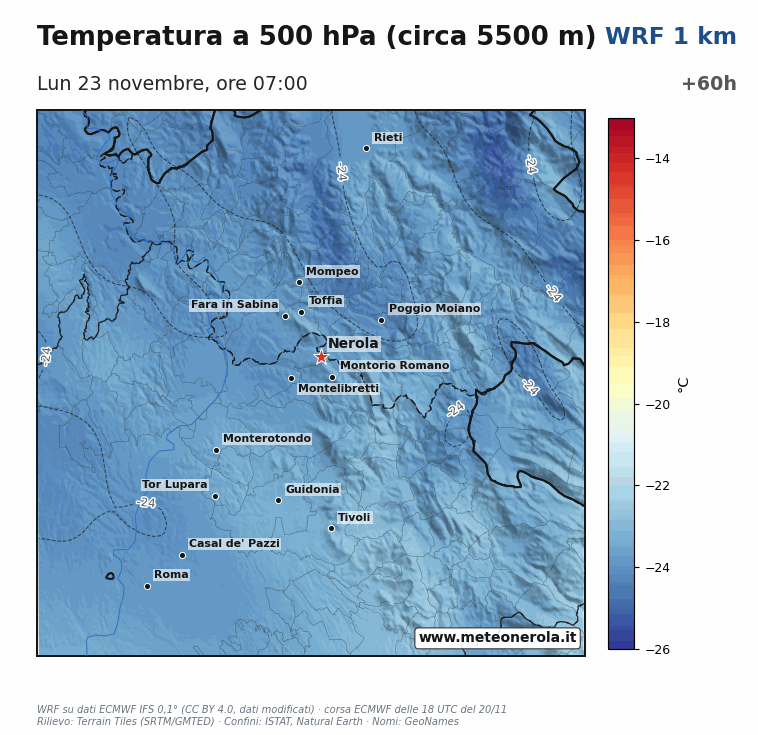 Temperatura a 500 hPa (circa 5500 m) WRF 1 km
Lun 23 novembre, ore 07:00 +60h
Rieti
-24
-24
Mompeo
-24
Fara in Sabina
Toffia
Poggio Moiano
Nerola
-24
Montorio Romano
Montelibretti
-24
-24
Monterotondo
Tor Lupara
Guidonia
-24
Tivoli
Casal de' Pazzi
Roma
www.meteonerola.it
−14
−16
−18
−20
−22
−24
−26
°C
WRF su dati ECMWF IFS 0,1° (CC BY 4.0, dati modificati) · corsa ECMWF delle 18 UTC del 20/11
Rilievo: Terrain Tiles (SRTM/GMTED) · Confini: ISTAT, Natural Earth · Nomi: GeoNames